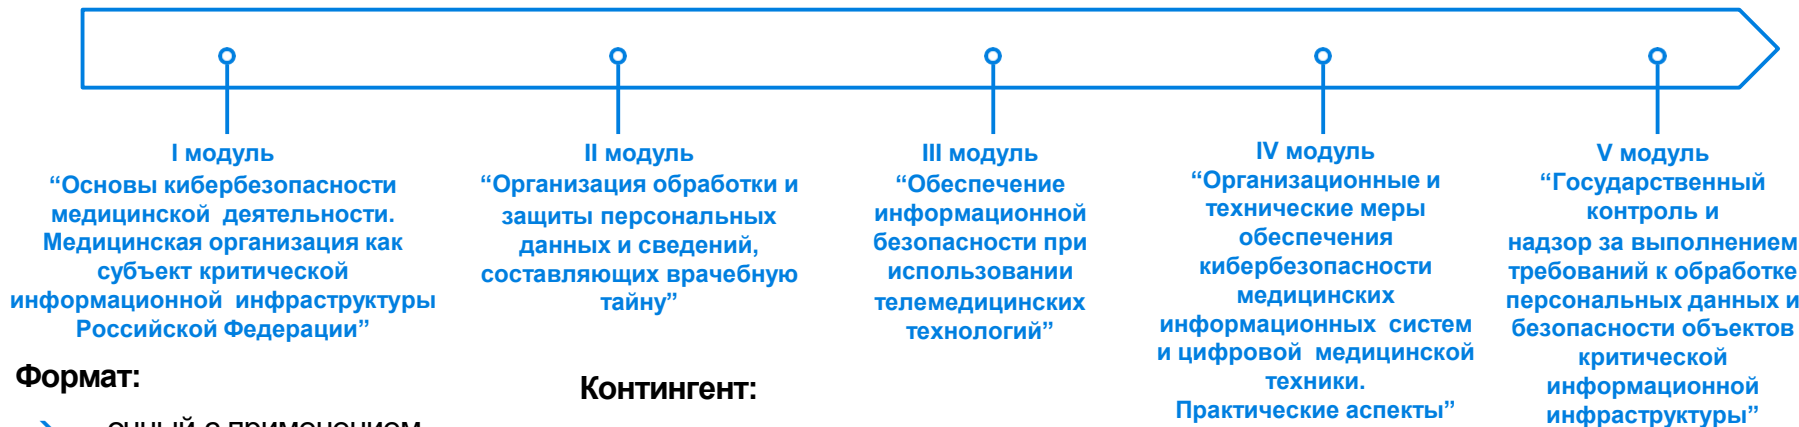 I модуль
“Основы кибербезопасности
медицинской деятельности.
Медицинская организация как
субъект критической
информационной инфраструктуры
Российской Федерации”
II модуль
“Организация обработки и
защиты персональных
данных и сведений,
составляющих врачебную
тайну”
III модуль
“Обеспечение
информационной
безопасности при
использовании
телемедицинских
технологий”
IV модуль
“Организационные и
технические меры
обеспечения
кибербезопасности
медицинских
информационных систем
и цифровой медицинской
техники.
Практические аспекты”
V модуль
“Государственный
контроль и
надзор за выполнением
требований к обработке
персональных данных и
безопасности объектов
критической
информационной
инфраструктуры”
Формат:
очный с применением
Контингент: